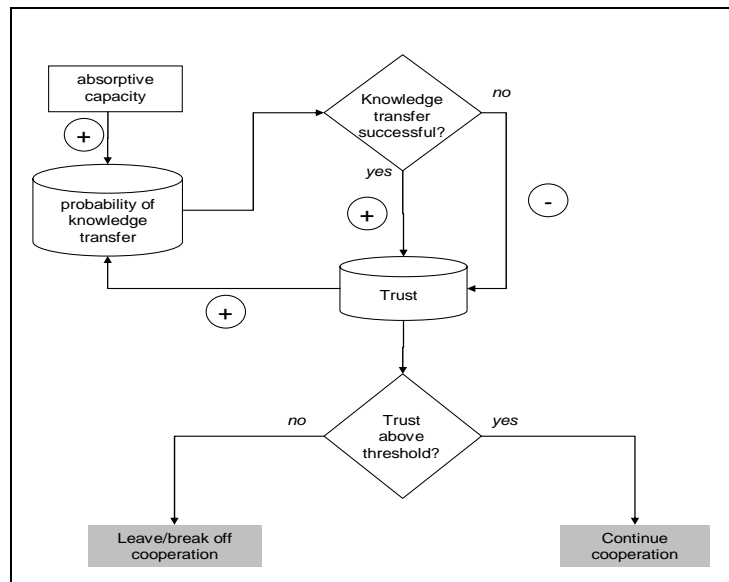 absorptive
capacity
+
probability of
knowledge
transfer
Knowledge
transfer
successful?
no
yes
+
-
Trust
+
Trust
above
threshold?
no
yes
Leave/break off
cooperation
Continue
cooperation